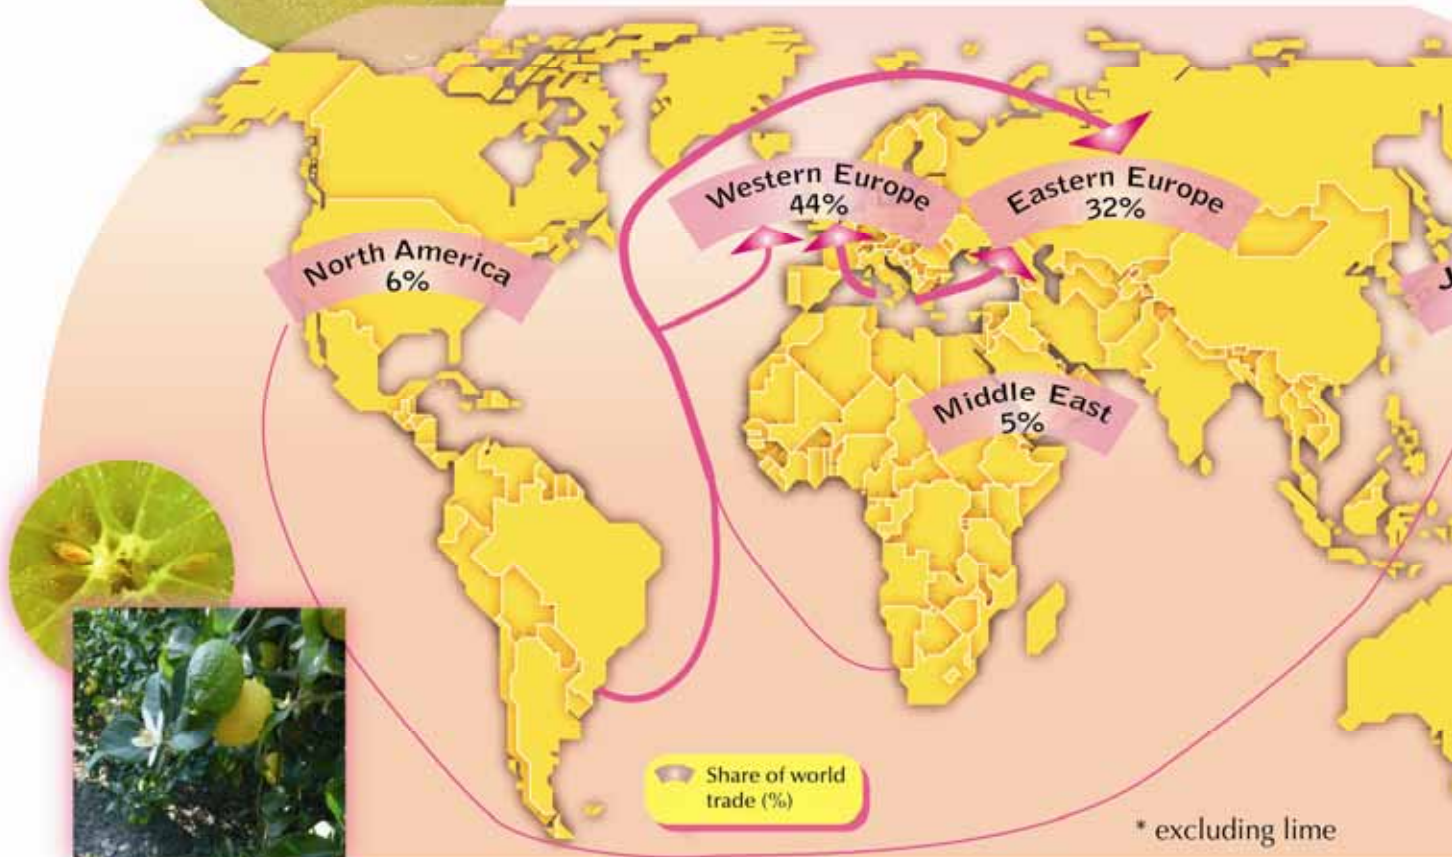 Western Europe
44%
Eastern Europe
32%
North America
6%
Middle East
5%
Share of world
trade (%)
* excluding lime